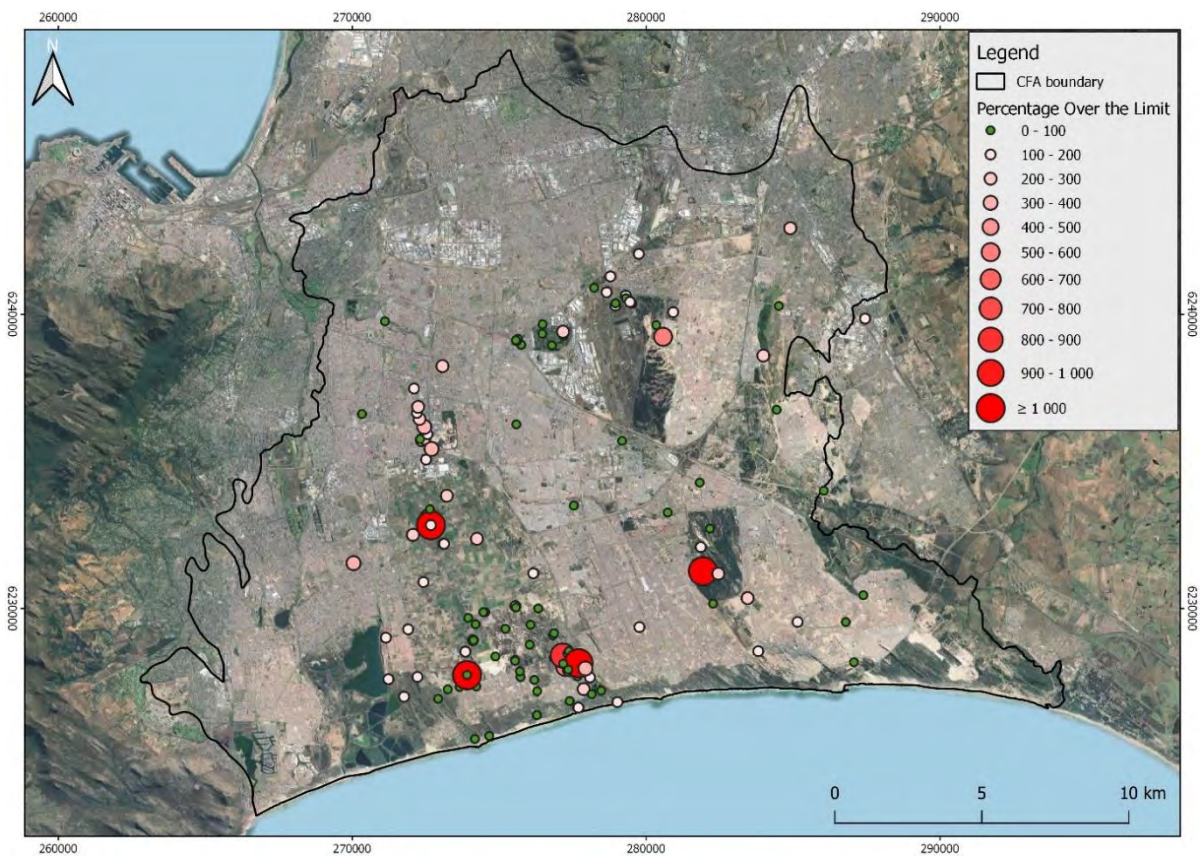 260000 270000 280000 290000
N
Legend
CFA boundary
Percentage Over the Limit
0 - 100
100 - 200
200 - 300
300 - 400
400 - 500
500 - 600
600 - 700
700 - 800
800 - 900
900 - 1 000
≥ 1 000
6240000 6240000
6230000 6230000
0 5 10 km
260000 270000 280000 290000